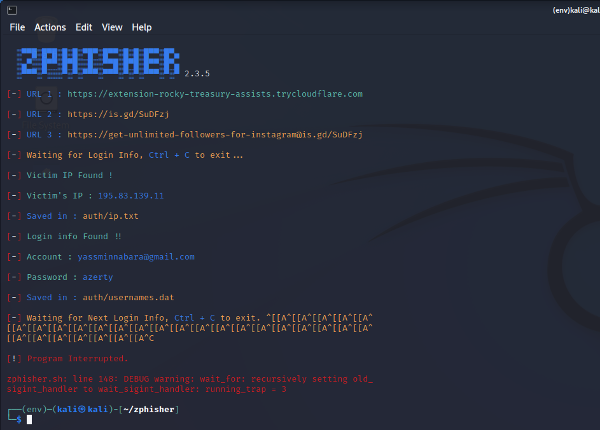 (env)kali@kal
File Actions Edit View Help
ZPHISHER 2.3.5
[-] URL 1 : https://extension-rocky-treasury-assists.trycloudflare.com
[-] URL 2 : https://is.gd/SuDFzj
[-] URL 3 : https://get-unlimited-followers-for-instagram@is.gd/SuDFzj
[-] Waiting for Login Info, Ctrl + C to exit...
[-] Victim IP Found !
[-] Victim's IP : 195.83.139.11
[-] Saved in : auth/ip.txt
[-] Login info Found !!
[-] Account : yassminnabara@gmail.com
[-] Password : azerty
[-] Saved in : auth/usernames.dat
[-] Waiting for Next Login Info, Ctrl + C to exit. ^[[A^[[A^[[A^[[A^[[A^
[[A^[[A^[[A^[[A^[[A^[[A^[[A^[[A^[[A^[[A^[[A^[[A^[[A^[[A^[[A^[[A^[[A^
[[A^[[A^[[A^[[A^[[A^[[A^[[A^C
[!] Program Interrupted.
zphisher.sh: line 148: DEBUG warning: wait_for: recursively setting old_
sigint_handler to wait_sigint_handler: running_trap = 3
┌──(env)─(kali㉿kali)-[~/zphisher]
└─$